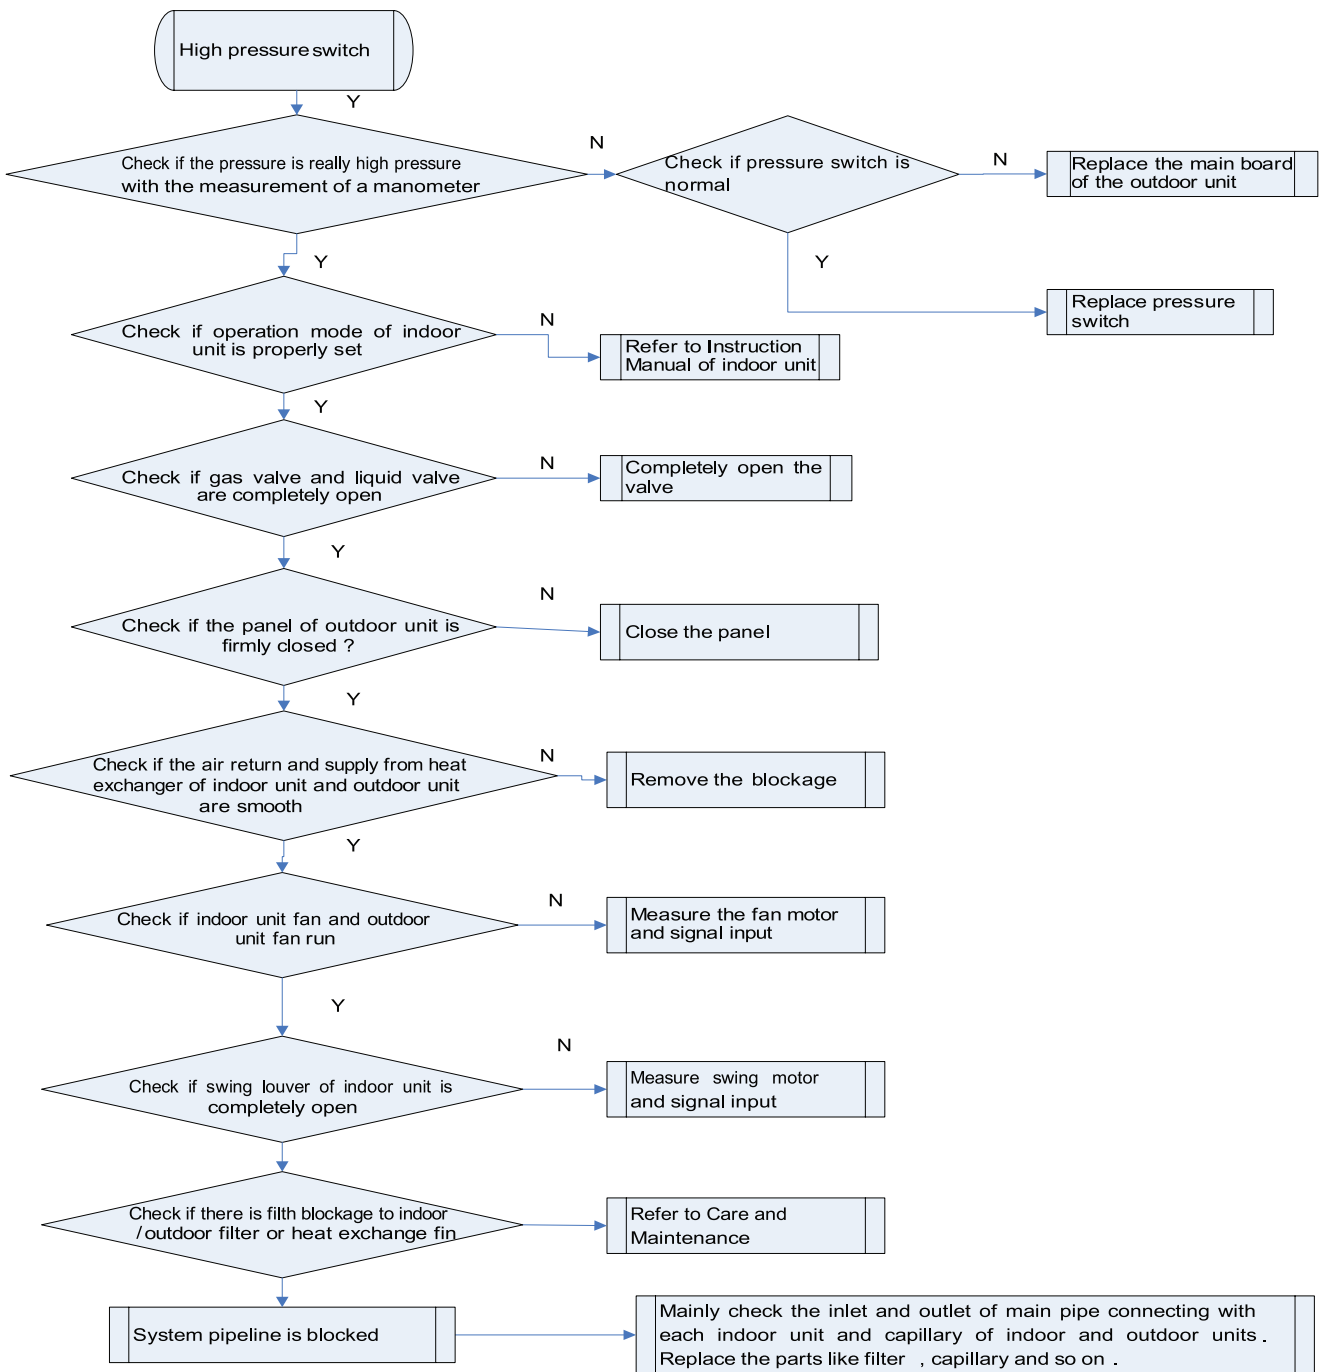 High pressure switch
Y
Check if the pressure is really high pressure
with the measurement of a manometer
N
Check if pressure switch is
normal
N
Replace the main board
of the outdoor unit
Y
Y
Replace pressure
switch
Check if operation mode of indoor
unit is properly set
N
Refer to Instruction
Manual of indoor unit
Y
Check if gas valve and liquid valve
are completely open
N
Completely open the
valve
Y
Check if the panel of outdoor unit is
firmly closed ?
N
Close the panel
Y
Check if the air return and supply from heat
exchanger of indoor unit and outdoor unit
are smooth
N
Remove the blockage
Y
Check if indoor unit fan and outdoor
unit fan run
N
Measure the fan motor
and signal input
Y
Check if swing louver of indoor unit is
completely open
N
Measure swing motor
and signal input
Check if there is filth blockage to indoor
/outdoor filter or heat exchange fin
Refer to Care and
Maintenance
System pipeline is blocked
Mainly check the inlet and outlet of main pipe connecting with
each indoor unit and capillary of indoor and outdoor units .
Replace the parts like filter , capillary and so on .